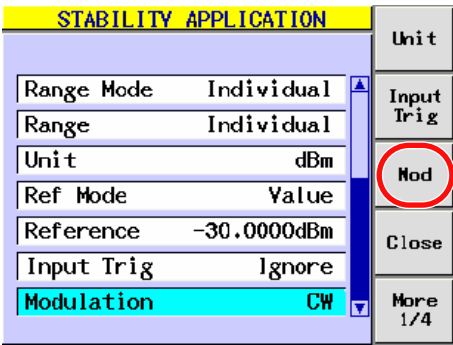 STABILITY APPLICATION
Range Mode Individual
Range Individual
Unit dBm
Ref Mode Value
Reference -30.0000dBm
Input Trig Ignore
Modulation CW
Unit
Input
Trig
Mod
Close
More
1/4